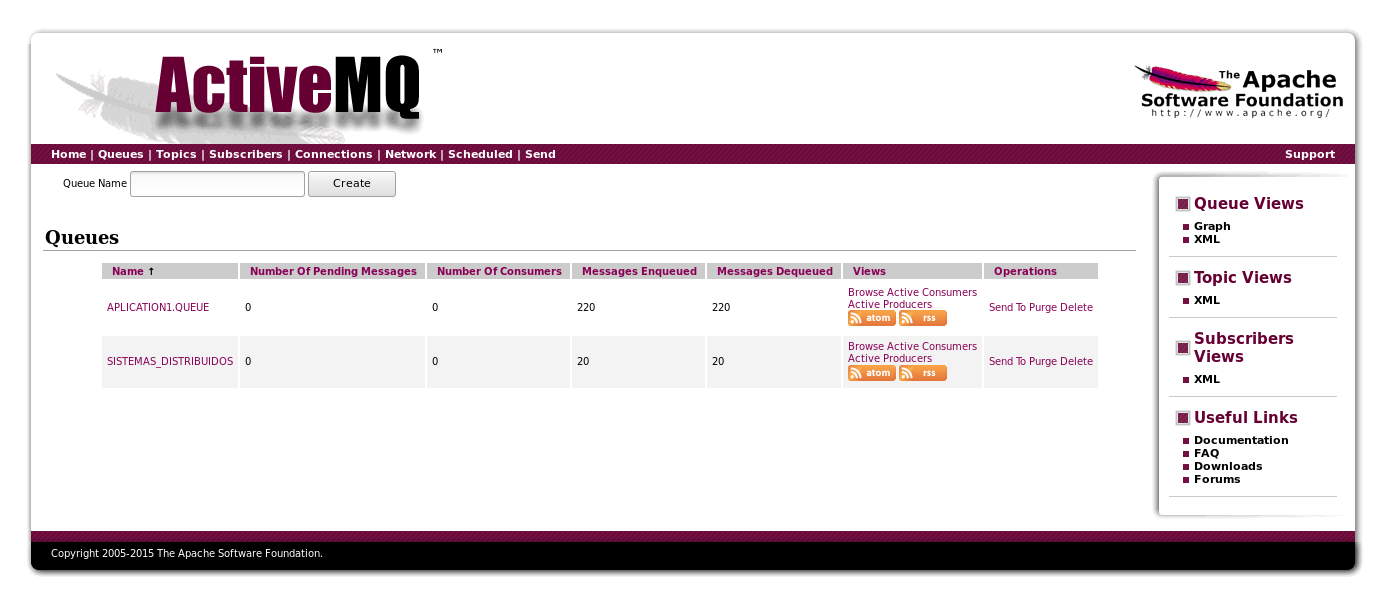 ActiveMQ ™
The Apache
Software Foundation
http://www.apache.org/
Home | Queues | Topics | Subscribers | Connections | Network | Scheduled | Send
Support
Queue Name
Create
Queues
Name ↑ Number Of Pending Messages Number Of Consumers Messages Enqueued Messages Dequeued Views Operations
APLICATION1.QUEUE 0 0 220 220
Browse Active Consumers
Active Producers
atom rss
Send To Purge Delete
SISTEMAS_DISTRIBUIDOS 0 0 20 20
Browse Active Consumers
Active Producers
atom rss
Send To Purge Delete
Queue Views
Graph
XML
Topic Views
XML
Subscribers
Views
XML
Useful Links
Documentation
FAQ
Downloads
Forums
Copyright 2005-2015 The Apache Software Foundation.